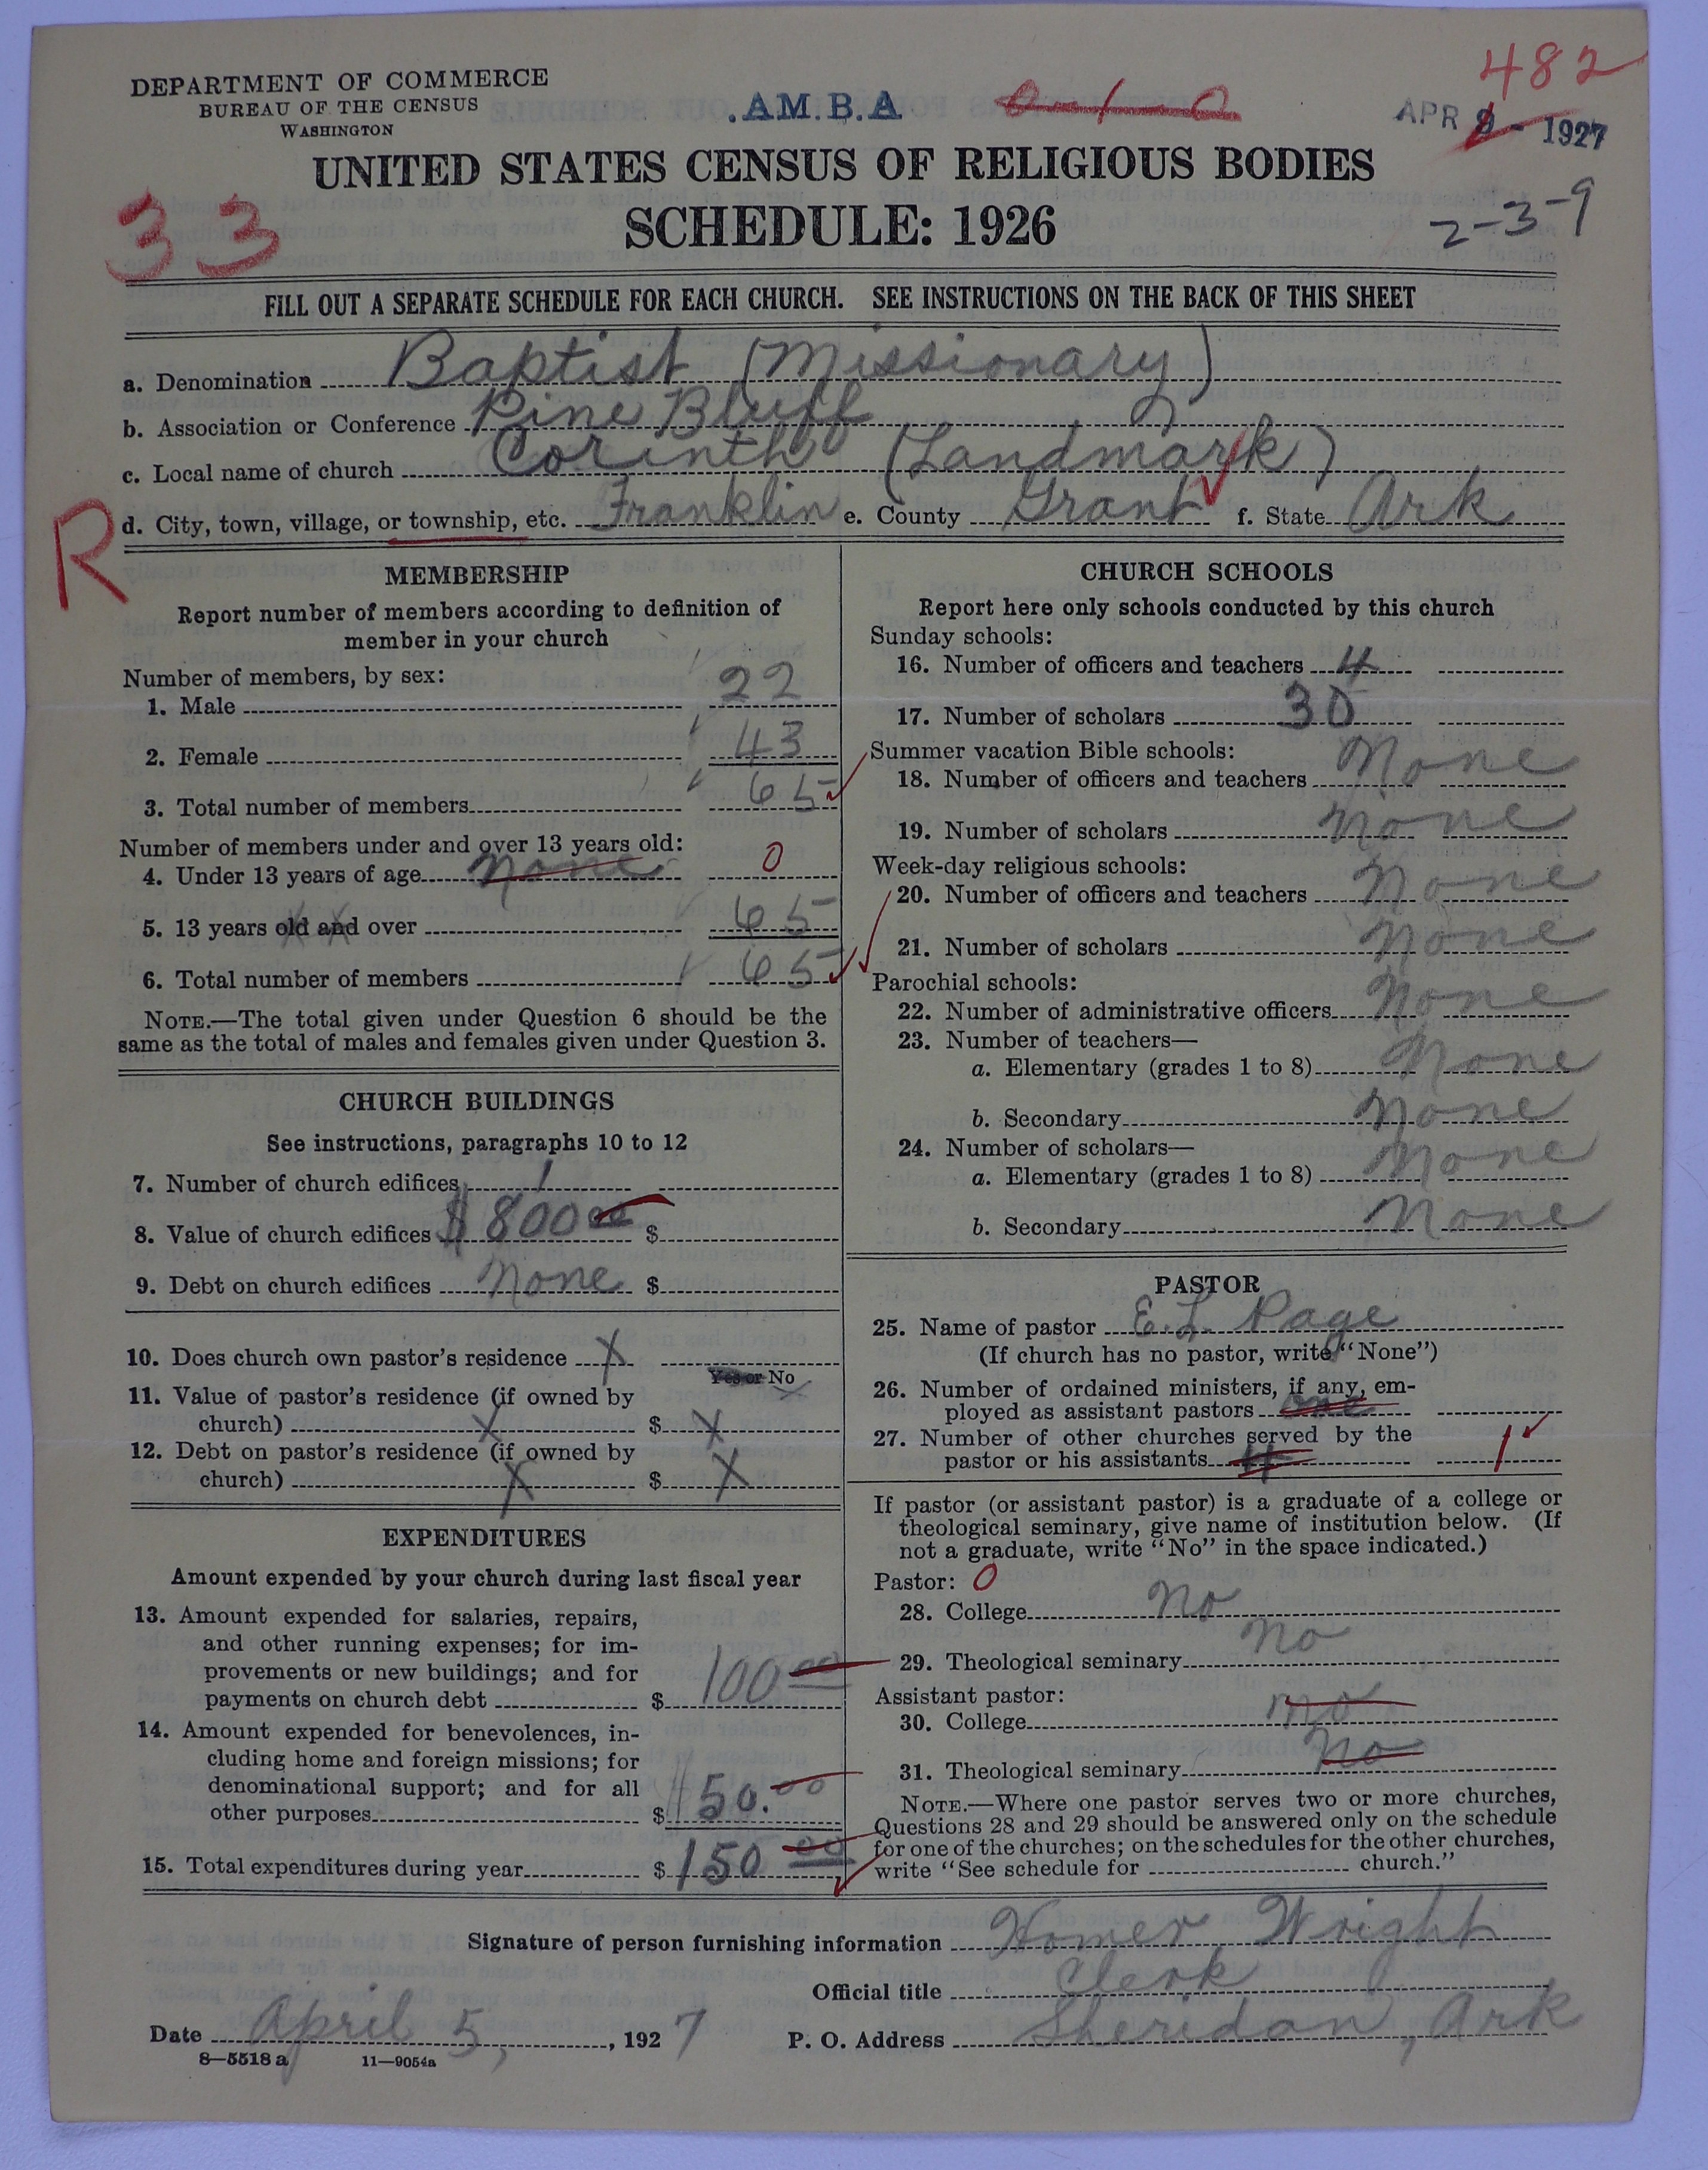 482
DEPARTMENT OF COMMERCE
BUREAU OF THE CENSUS
WASHINGTON
.AM.B.A
APR 9 - 1927
UNITED STATES CENSUS OF RELIGIOUS BODIES
33
SCHEDULE: 1926
2-3-9
FILL OUT A SEPARATE SCHEDULE FOR EACH CHURCH. SEE INSTRUCTIONS ON THE BACK OF THIS SHEET
a. Denomination Baptist (Missionary)
b. Association or Conference Pine Bluff
c. Local name of church Corinth (Landmark)
R
d. City, town, village, or township, etc. Franklin e. County Grant f. State Ark
MEMBERSHIP
Report number of members according to definition of
member in your church
Number of members, by sex:
1. Male 22
2. Female 43
3. Total number of members 65
Number of members under and over 13 years old:
4. Under 13 years of age None 0
5. 13 years old and over 65
6. Total number of members 65
NOTE.—The total given under Question 6 should be the
same as the total of males and females given under Question 3.
CHURCH BUILDINGS
See instructions, paragraphs 10 to 12
7. Number of church edifices 1
8. Value of church edifices $800 00 $
9. Debt on church edifices None $
10. Does church own pastor's residence X
Yes or No
11. Value of pastor's residence (if owned by
church) X $ X
12. Debt on pastor's residence (if owned by
church) X $ X
EXPENDITURES
Amount expended by your church during last fiscal year
13. Amount expended for salaries, repairs,
and other running expenses; for im-
provements or new buildings; and for
payments on church debt $ 100 00
14. Amount expended for benevolences, in-
cluding home and foreign missions; for
denominational support; and for all
other purposes $ 50.00
15. Total expenditures during year $ 150 00
CHURCH SCHOOLS
Report here only schools conducted by this church
Sunday schools:
16. Number of officers and teachers 4
17. Number of scholars 30
Summer vacation Bible schools:
18. Number of officers and teachers None
19. Number of scholars None
Week-day religious schools:
20. Number of officers and teachers None
21. Number of scholars None
Parochial schools:
22. Number of administrative officers None
23. Number of teachers—
a. Elementary (grades 1 to 8) None
b. Secondary None
24. Number of scholars—
a. Elementary (grades 1 to 8) None
b. Secondary None
PASTOR
25. Name of pastor E. L. Page
(If church has no pastor, write "None")
26. Number of ordained ministers, if any, em-
ployed as assistant pastors one
27. Number of other churches served by the
pastor or his assistants 4 1
If pastor (or assistant pastor) is a graduate of a college or
theological seminary, give name of institution below. (If
not a graduate, write "No" in the space indicated.)
Pastor: 0
28. College No
29. Theological seminary No
Assistant pastor:
30. College no
31. Theological seminary No
NOTE.—Where one pastor serves two or more churches,
Questions 28 and 29 should be answered only on the schedule
for one of the churches; on the schedules for the other churches,
write "See schedule for church."
Signature of person furnishing information Homer Wright
Official title Clerk
Date April 5, 1927 P. O. Address Sheridan, Ark
8—5518 a 11—9054a